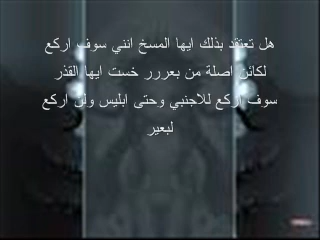 هل تعتقد بذلك ايها المسخ انني سوف اركع
لكائن اصلة من بعررر خست ايها القذر
سوف اركع للاجنبي وحتى ابليس ولن اركع
لبعير